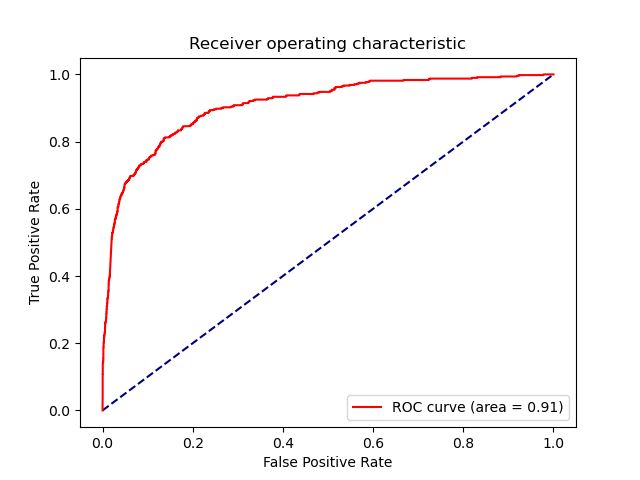 Receiver operating characteristic
True Positive Rate
1.0
0.8
0.6
0.4
0.2
0.0
ROC curve (area = 0.91)
0.0 0.2 0.4 0.6 0.8 1.0
False Positive Rate